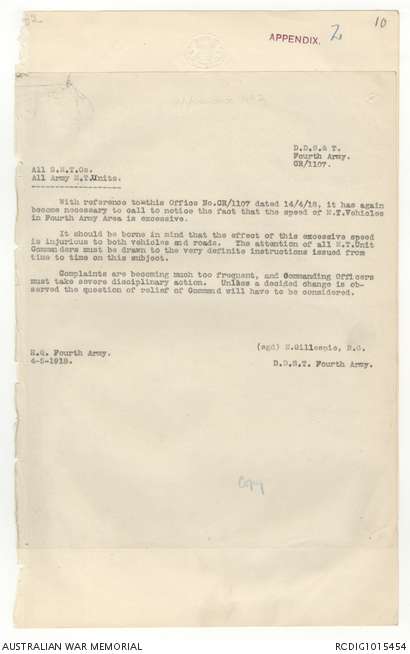 APPENDIX. 2
10
D.D.S.& T.
Fourth Army.
CR/1107.
All S.M.T.Os.
All Army M.T.Units.
With reference to this Office No.CR/1107 dated 14/4/18, it has again
become necessary to call to notice the fact that the speed of M.T.Vehicles
in Fourth Army Area is excessive.
It should be borne in mind that the effect of this excessive speed
is injurious to both vehicles and roads. The attention of all M.T.Unit
Commanders must be drawn to the very definite instructions issued from
time to time on this subject.
Complaints are becoming much too frequent, and Commanding Officers
must take severe disciplinary action. Unless a decided change is ob-
served the question of relief of Command will have to be considered.
H.Q. Fourth Army.
4-5-1918.
(sgd) E.Gillespie, B.G.
D.D.S.T. Fourth Army.
Copy
AUSTRALIAN WAR MEMORIAL
RCDIG1015454